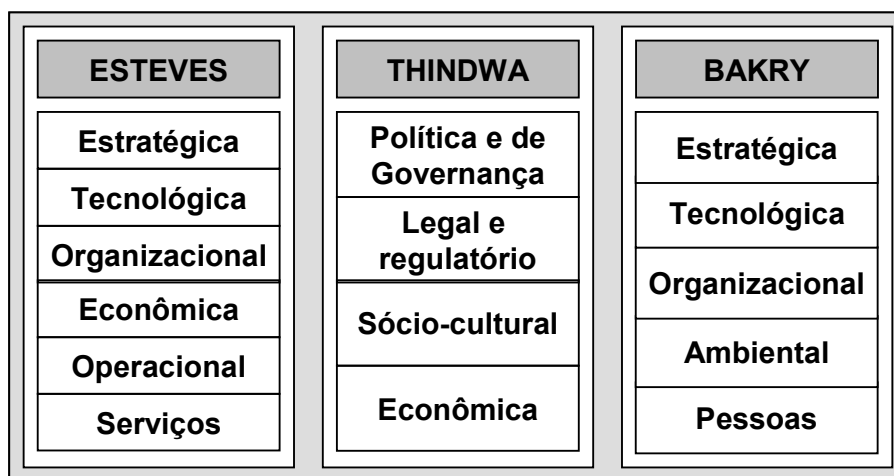 ESTEVES
Estratégica
Tecnológica
Organizacional
Econômica
Operacional
Serviços
THINDWA
Política e de
Governança
Legal e
regulatório
Sócio-cultural
Econômica
BAKRY
Estratégica
Tecnológica
Organizacional
Ambiental
Pessoas